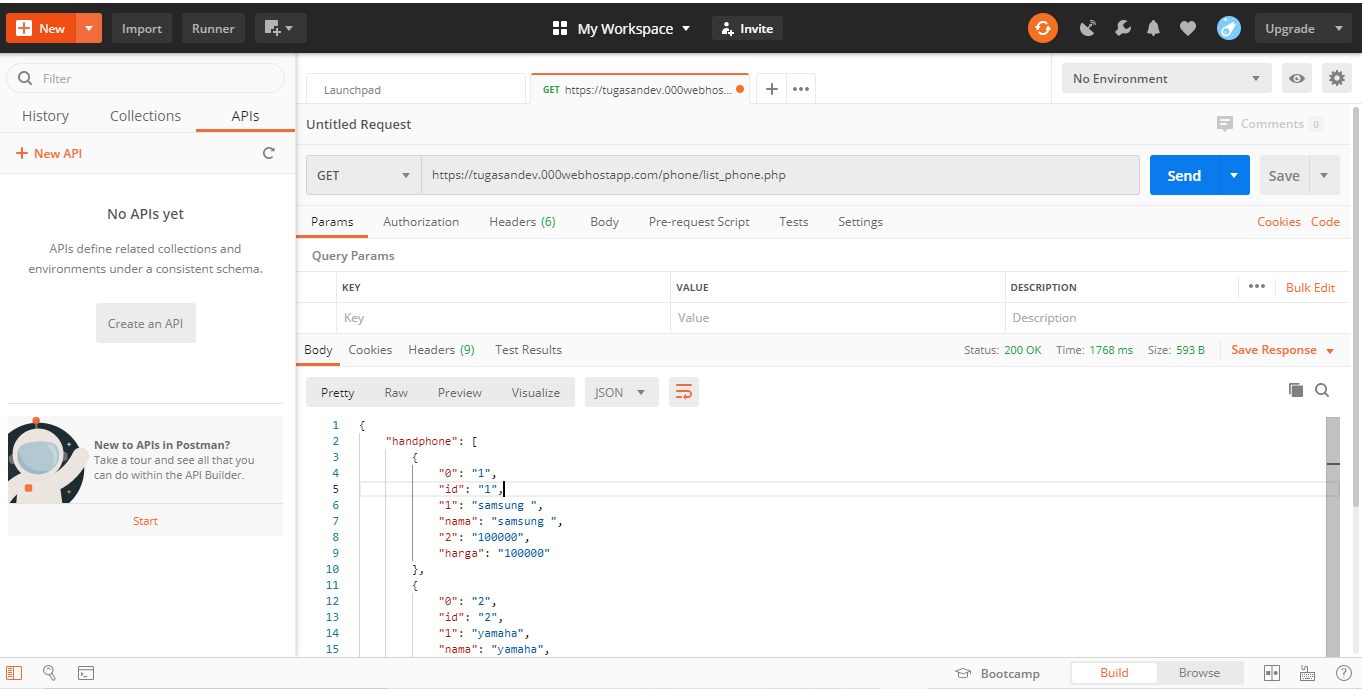 New Import Runner My Workspace Invite Upgrade
Filter
History Collections APIs
New API
No APIs yet
APIs define related collections and
environments under a consistent schema.
Create an API
New to APIs in Postman?
Take a tour and see all that you
can do within the API Builder.
Start
Launchpad GET https://tugasandev.000webhos... No Environment
Untitled Request Comments 0
GET https://tugasandev.000webhostapp.com/phone/list_phone.php Send Save
Params Authorization Headers (6) Body Pre-request Script Tests Settings Cookies Code
Query Params
KEY VALUE DESCRIPTION Bulk Edit
Key Value Description
Body Cookies Headers (9) Test Results Status: 200 OK Time: 1768 ms Size: 593 B Save Response
Pretty Raw Preview Visualize JSON
1 {
2 "handphone": [
3 {
4 "0": "1",
5 "id": "1",
6 "1": "samsung ",
7 "nama": "samsung ",
8 "2": "100000",
9 "harga": "100000"
10 },
11 {
12 "0": "2",
13 "id": "2",
14 "1": "yamaha",
15 "nama": "yamaha",
Bootcamp Build Browse